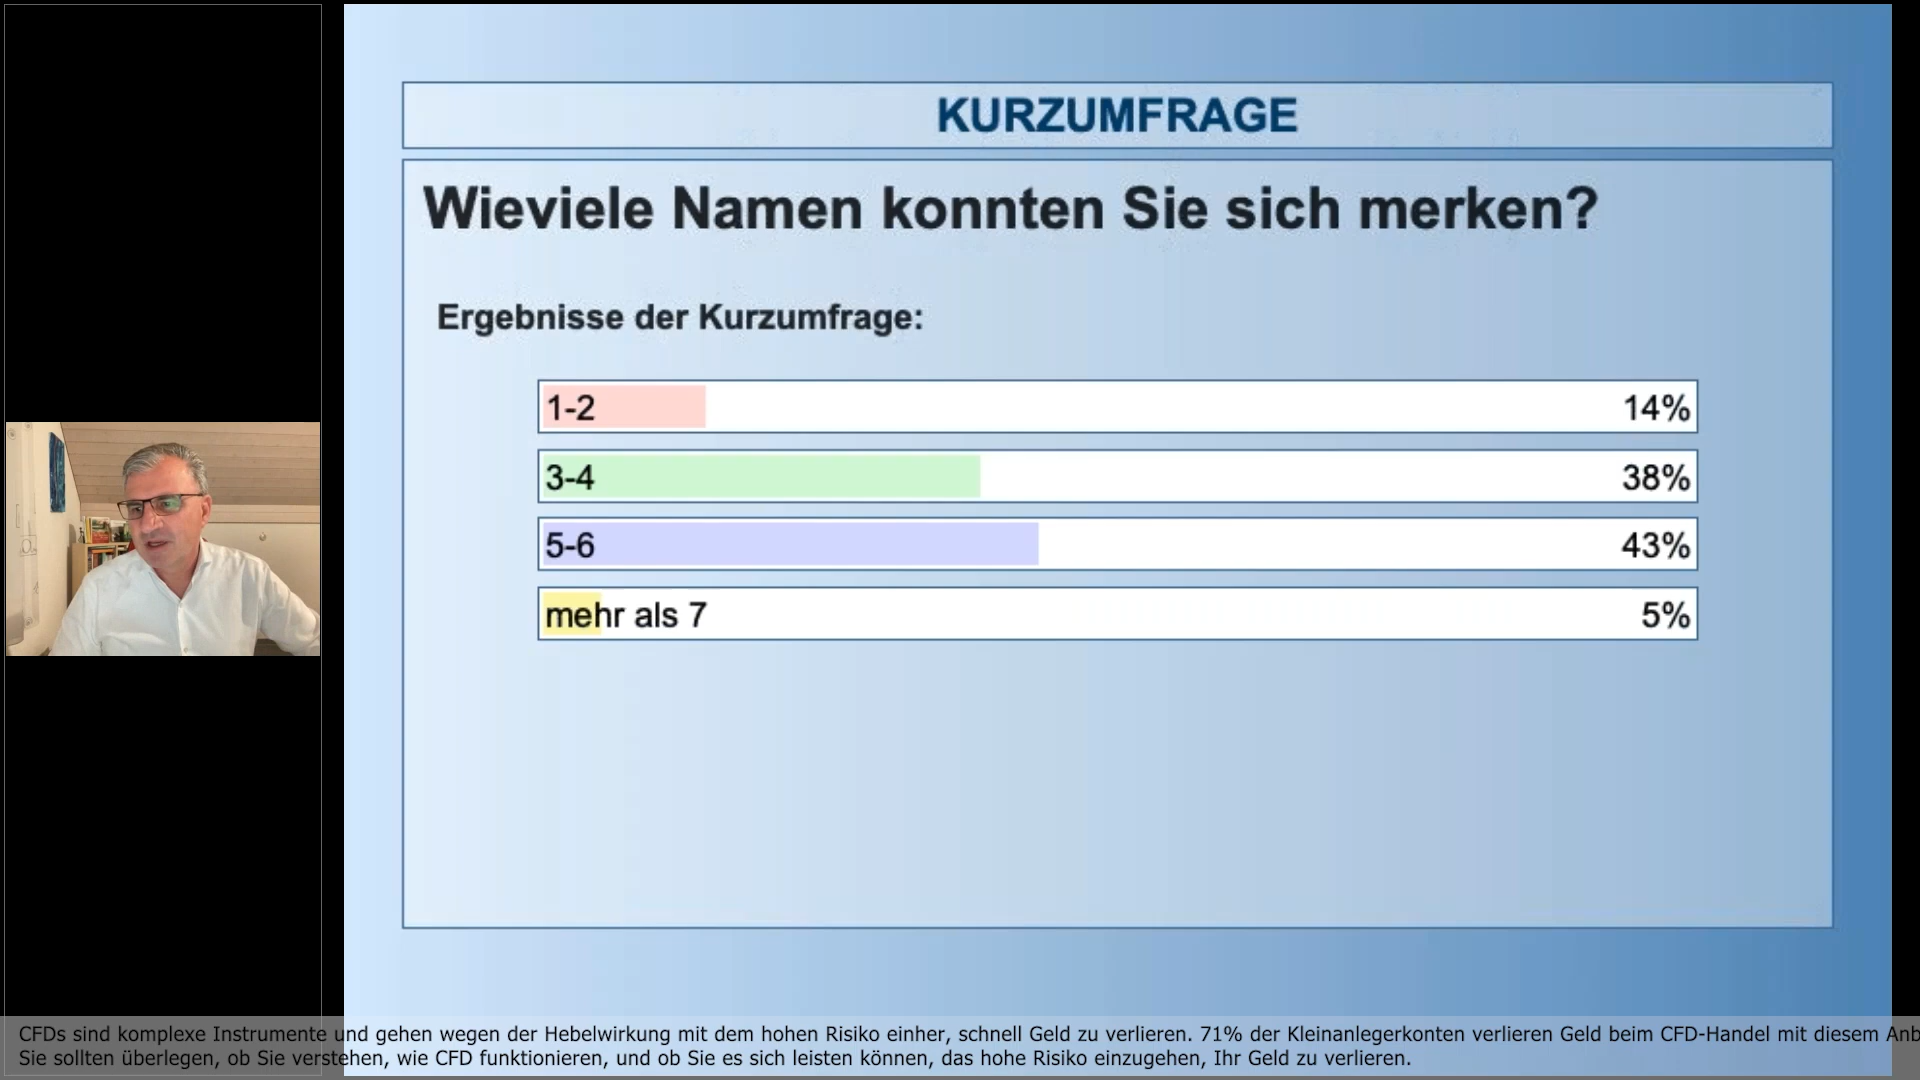 KURZUMFRAGE
Wieviele Namen konnten Sie sich merken?
Ergebnisse der Kurzumfrage:
1-2 14%
3-4 38%
5-6 43%
mehr als 7 5%
CFDs sind komplexe Instrumente und gehen wegen der Hebelwirkung mit dem hohen Risiko einher, schnell Geld zu verlieren. 71% der Kleinanlegerkonten verlieren Geld beim CFD-Handel mit diesem
Sie sollten überlegen, ob Sie verstehen, wie CFD funktionieren, und ob Sie es sich leisten können, das hohe Risiko einzugehen, Ihr Geld zu verlieren.